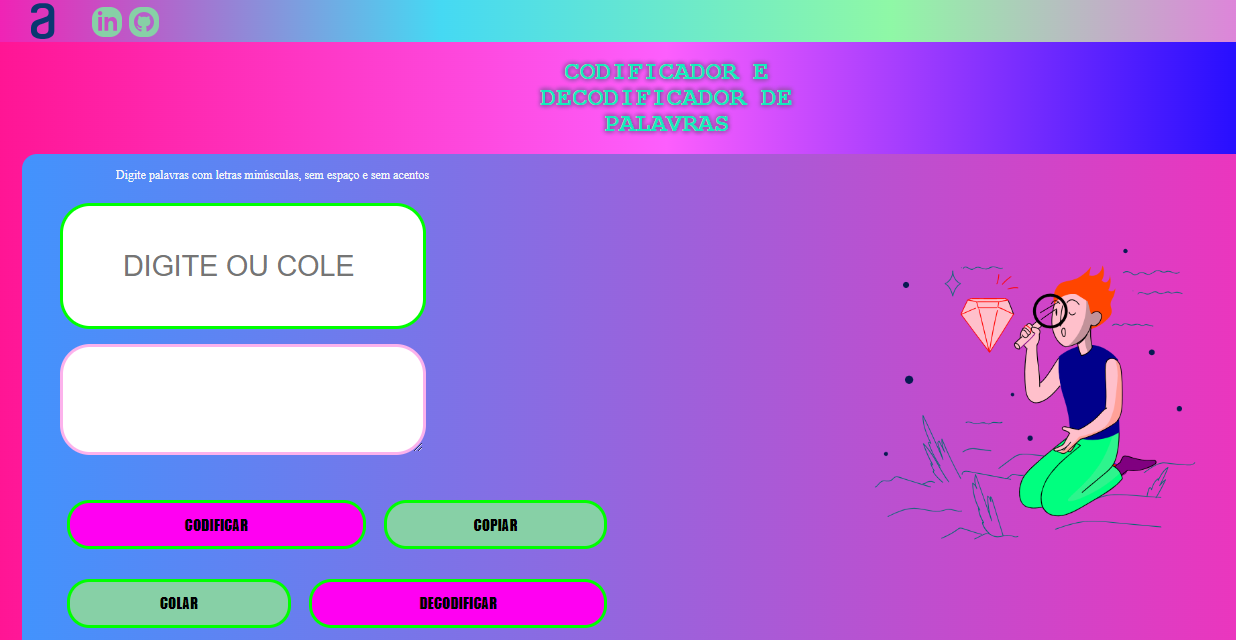 a
in
CODIFICADOR E
DECODIFICADOR DE
PALAVRAS
Digite palavras com letras minúsculas, sem espaço e sem acentos
DIGITE OU COLE
CODIFICAR
COPIAR
COLAR
DECODIFICAR